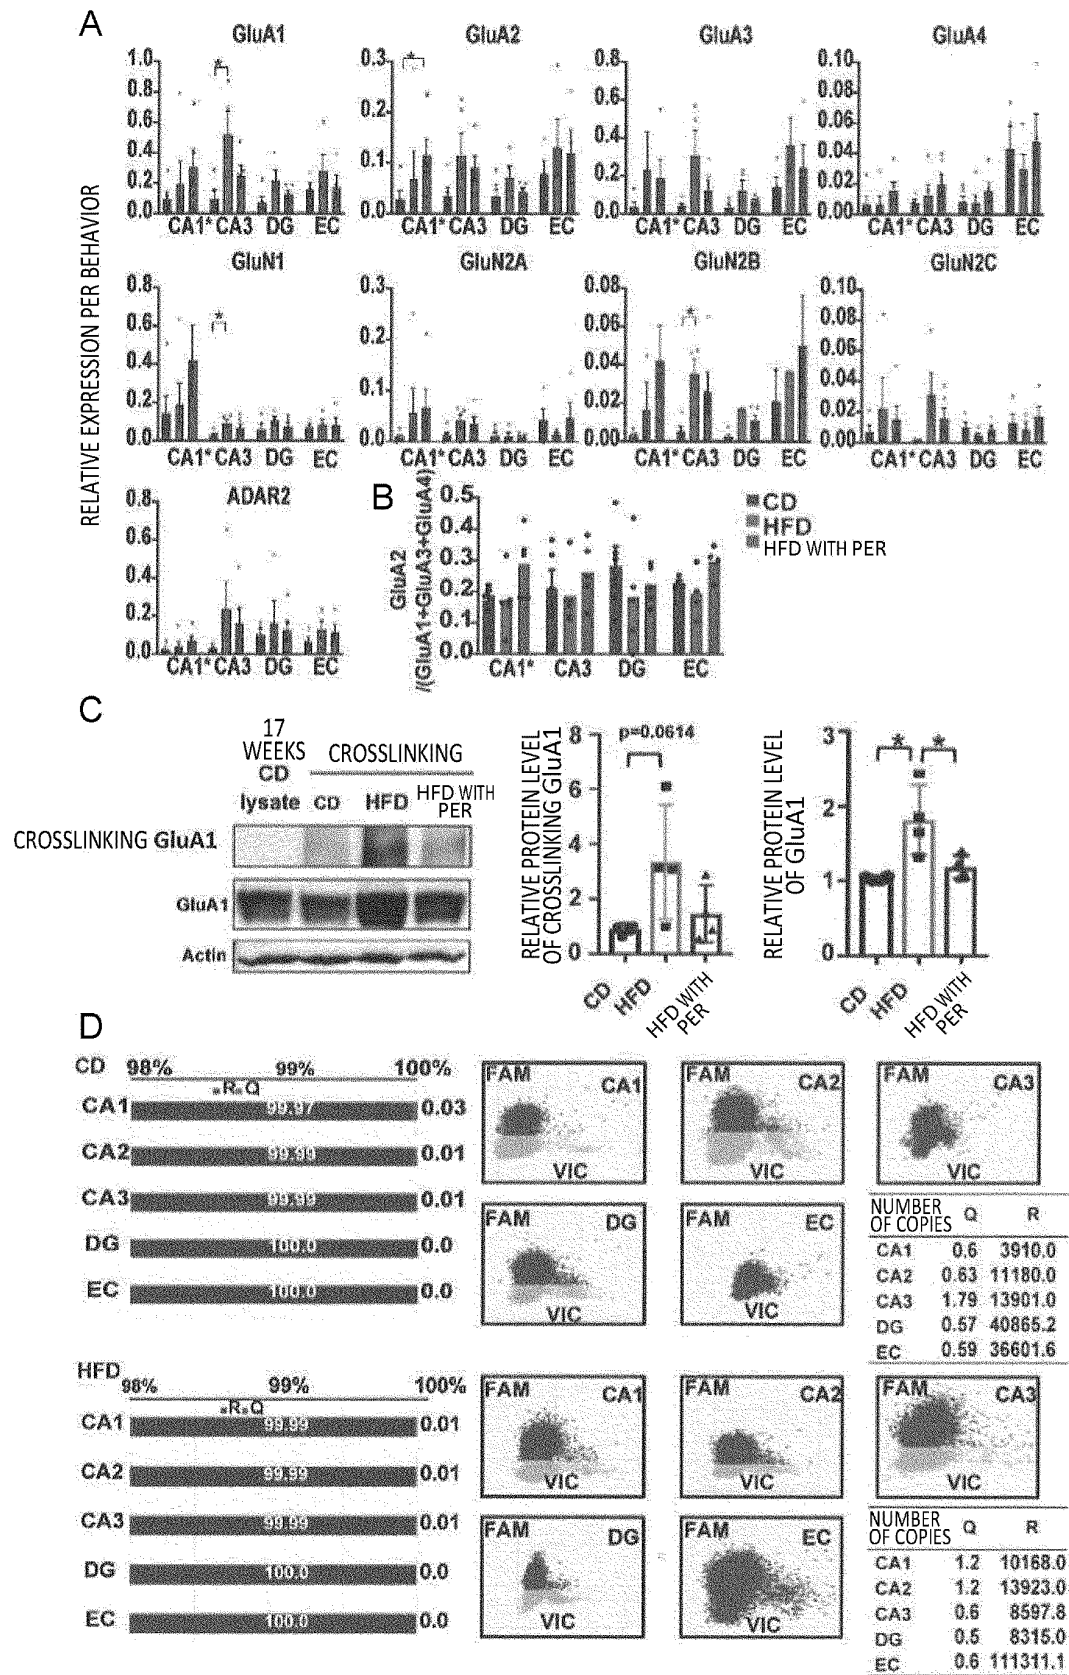 A
GluA1 GluA2 GluA3 GluA4
RELATIVE EXPRESSION PER BEHAVIOR
1.0 0.3 0.8 0.10
0.8 0.08
0.6 0.2 0.6 0.06
0.4 0.1 0.4 0.04
0.2 0.2 0.02
0.0 0.0 0.0 0.00
CA1* CA3 DG EC CA1* CA3 DG EC CA1* CA3 DG EC CA1* CA3 DG EC
GluN1 GluN2A GluN2B GluN2C
0.8 0.3 0.08 0.10
0.6 0.2 0.06 0.08
0.4 0.1 0.04 0.06
0.2 0.02 0.04
0.02
0.0 0.0 0.00 0.00
CA1* CA3 DG EC CA1* CA3 DG EC CA1* CA3 DG EC CA1* CA3 DG EC
ADAR2
0.8
0.6
0.4
0.2
0.0
CA1* CA3 DG EC
B
GluA2
/(GluA1+GluA3+GluA4)
0.5
0.4
0.3
0.2
0.1
0.0
CA1* CA3 DG EC
CD
HFD
HFD WITH PER
C
17
WEEKS CROSSLINKING
CD
lysate CD HFD HFD WITH
PER
CROSSLINKING GluA1
GluA1
Actin
RELATIVE PROTEIN LEVEL
OF CROSSLINKING GluA1
8
6
4
2
0
p=0.0614
CD HFD HFD WITH
PER
RELATIVE PROTEIN LEVEL
OF GluA1
3
2
1
0
* *
CD HFD HFD WITH
PER
D
CD 98% 99% 100%
R Q
CA1 99.97 0.03
CA2 99.99 0.01
CA3 99.99 0.01
DG 100.0 0.0
EC 100.0 0.0
FAM CA1 VIC
FAM CA2 VIC
FAM CA3 VIC
FAM DG VIC
FAM EC VIC
NUMBER
OF COPIES Q R
CA1 0.6 3910.0
CA2 0.63 11180.0
CA3 1.79 13901.0
DG 0.57 40865.2
EC 0.59 36601.6
HFD
98% 99% 100%
R Q
CA1 99.99 0.01
CA2 99.99 0.01
CA3 99.99 0.01
DG 100.0 0.0
EC 100.0 0.0
FAM CA1 VIC
FAM CA2 VIC
FAM CA3 VIC
FAM DG VIC
FAM EC VIC
NUMBER
OF COPIES Q R
CA1 1.2 10168.0
CA2 1.2 13923.0
CA3 0.6 8597.8
DG 0.5 8315.0
EC 0.6 111311.1